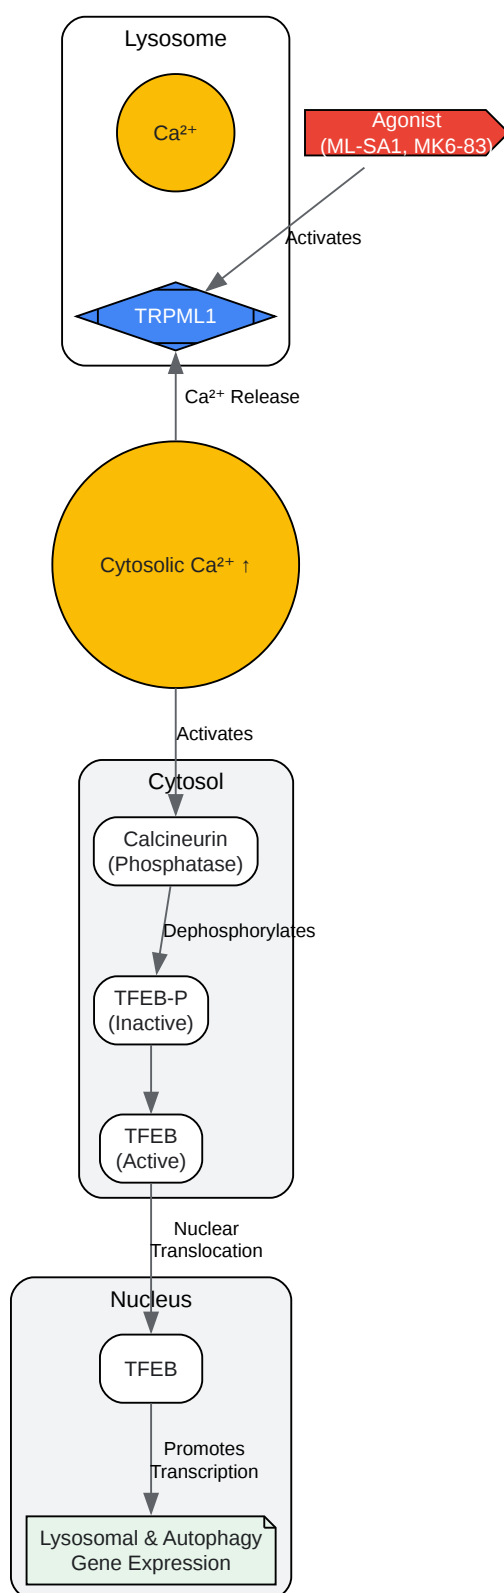 Lysosome
Ca²⁺
Agonist
(ML-SA1, MK6-83)
Activates
TRPML1
Ca²⁺ Release
Cytosolic Ca²⁺ ↑
Activates
Cytosol
Calcineurin
(Phosphatase)
Dephosphorylates
TFEB-P
(Inactive)
TFEB
(Active)
Nuclear
Translocation
Nucleus
TFEB
Promotes
Transcription
Lysosomal & Autophagy
Gene Expression